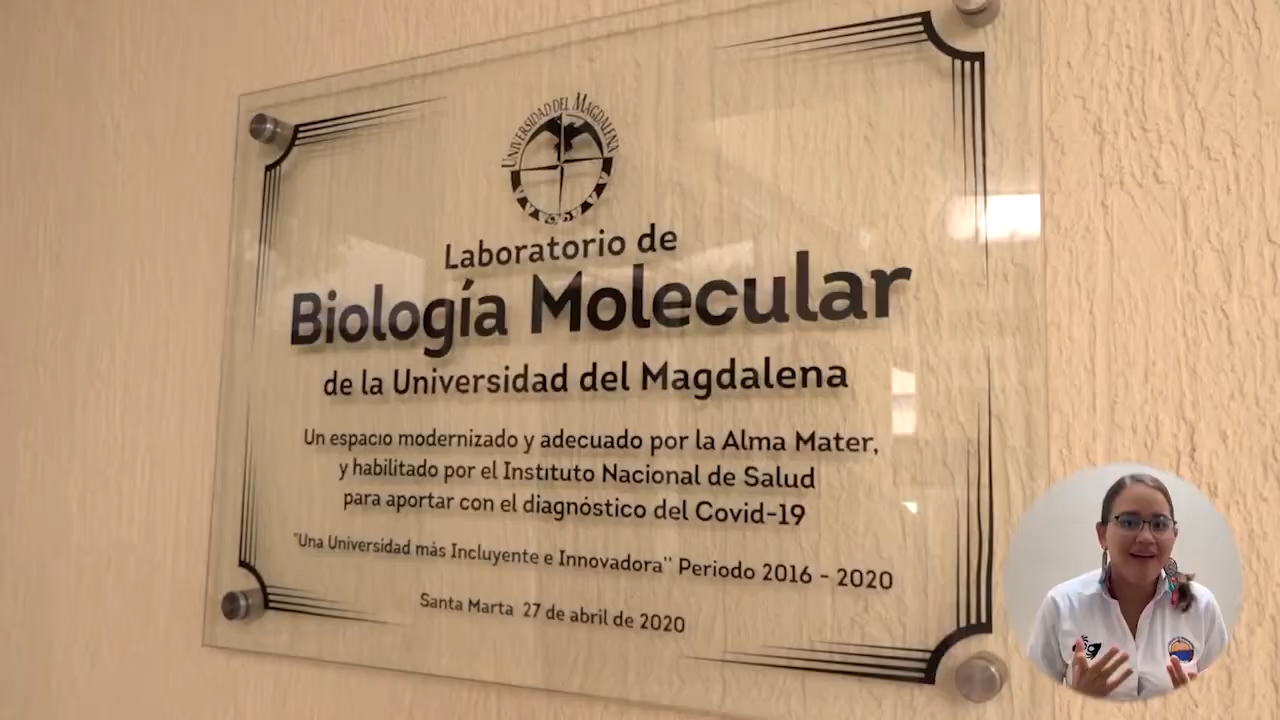 UNIVERSIDAD DEL MAGDALENA
Laboratorio de
Biología Molecular
de la Universidad del Magdalena
Un espacio modernizado y adecuado por la Alma Mater,
y habilitado por el Instituto Nacional de Salud
para aportar con el diagnóstico del Covid-19
"Una Universidad más Incluyente e Innovadora" Periodo 2016 - 2020
Santa Marta 27 de abril de 2020